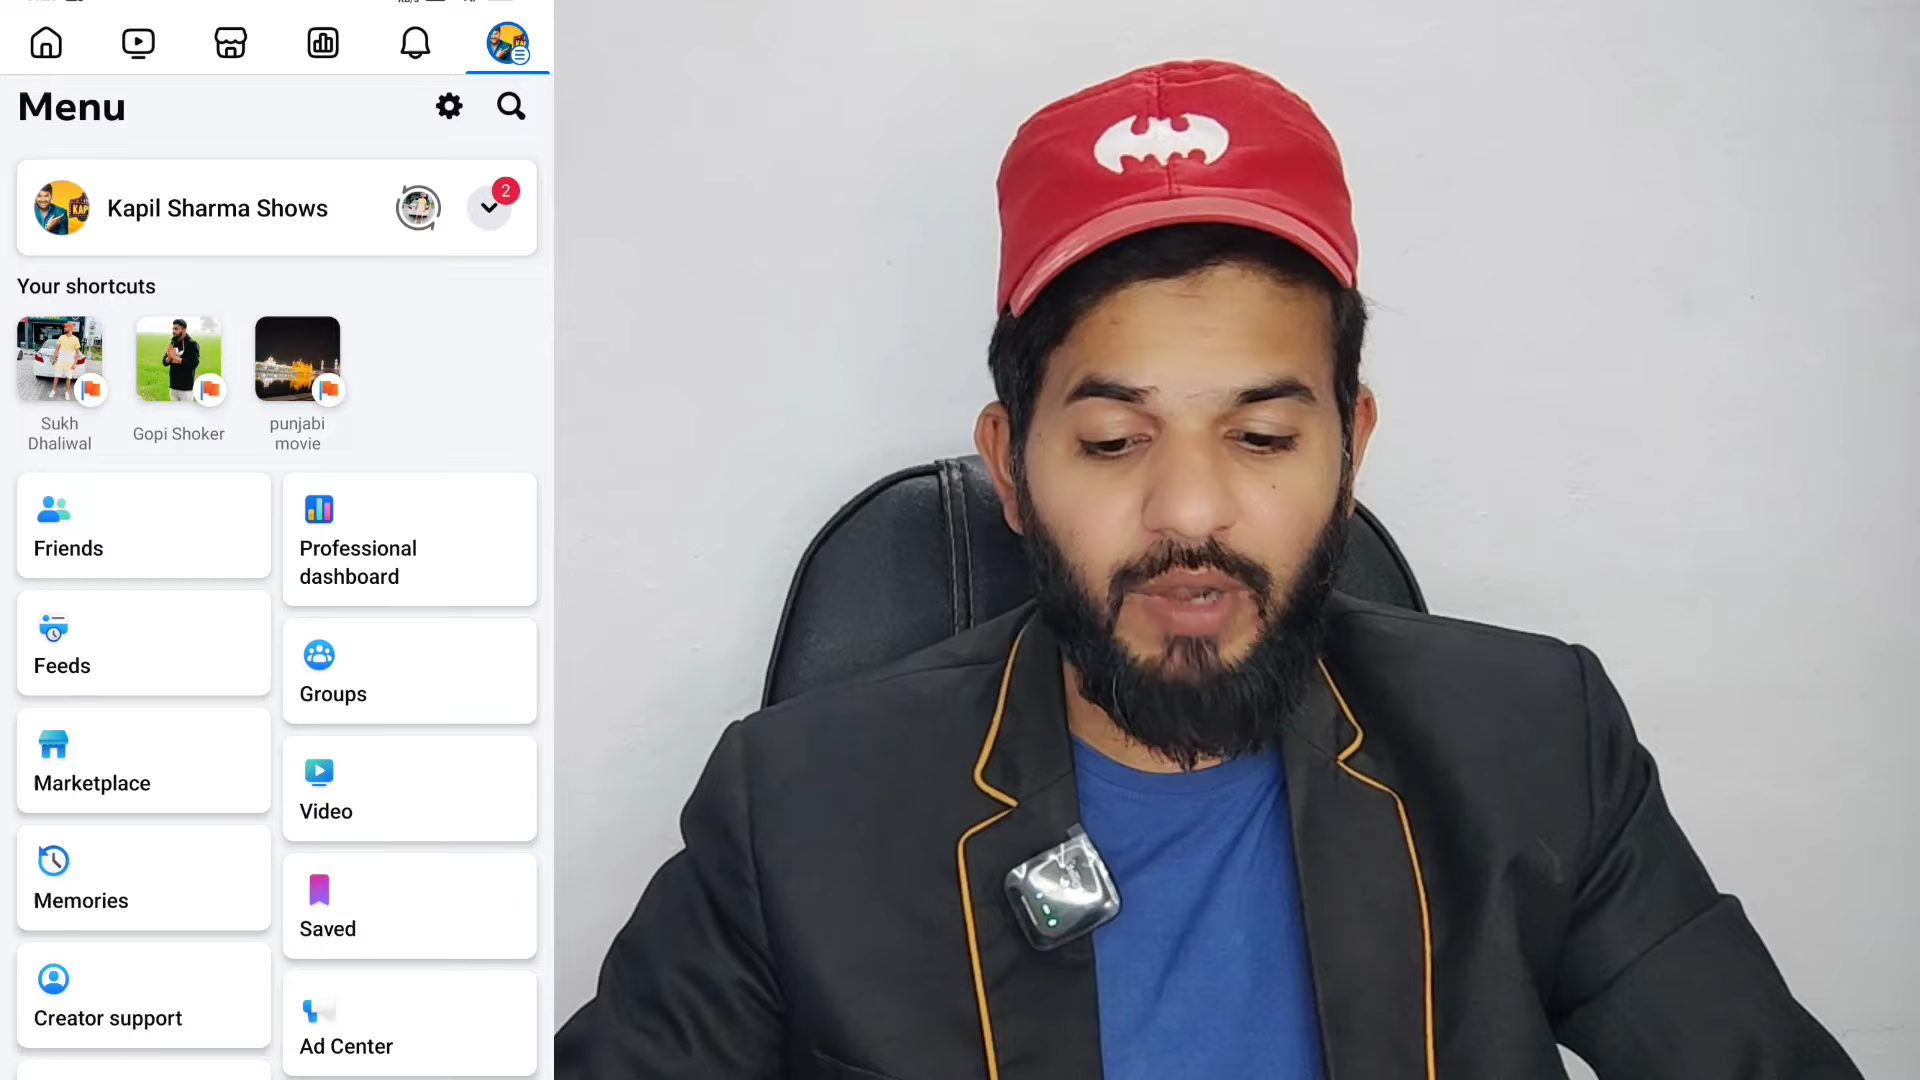 Menu
Kapil Sharma Shows
2
Your shortcuts
Sukh
Dhaliwal
Gopi Shoker
punjabi
movie
Friends
Professional
dashboard
Feeds
Groups
Marketplace
Video
Memories
Saved
Creator support
Ad Center